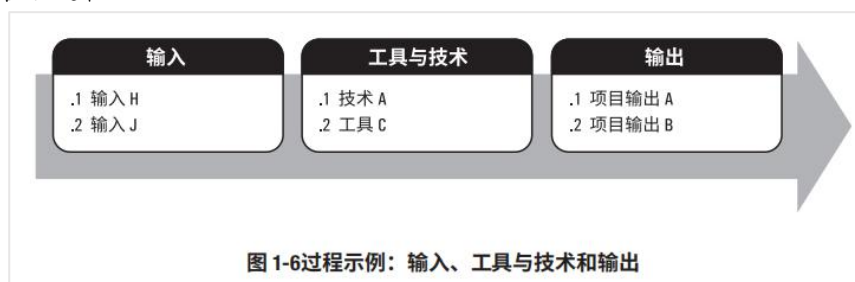 输入
.1 输入 H
.2 输入 J
工具与技术
.1 技术 A
.2 工具 C
输出
.1 项目输出 A
.2 项目输出 B
图 1-6过程示例：输入、工具与技术和输出